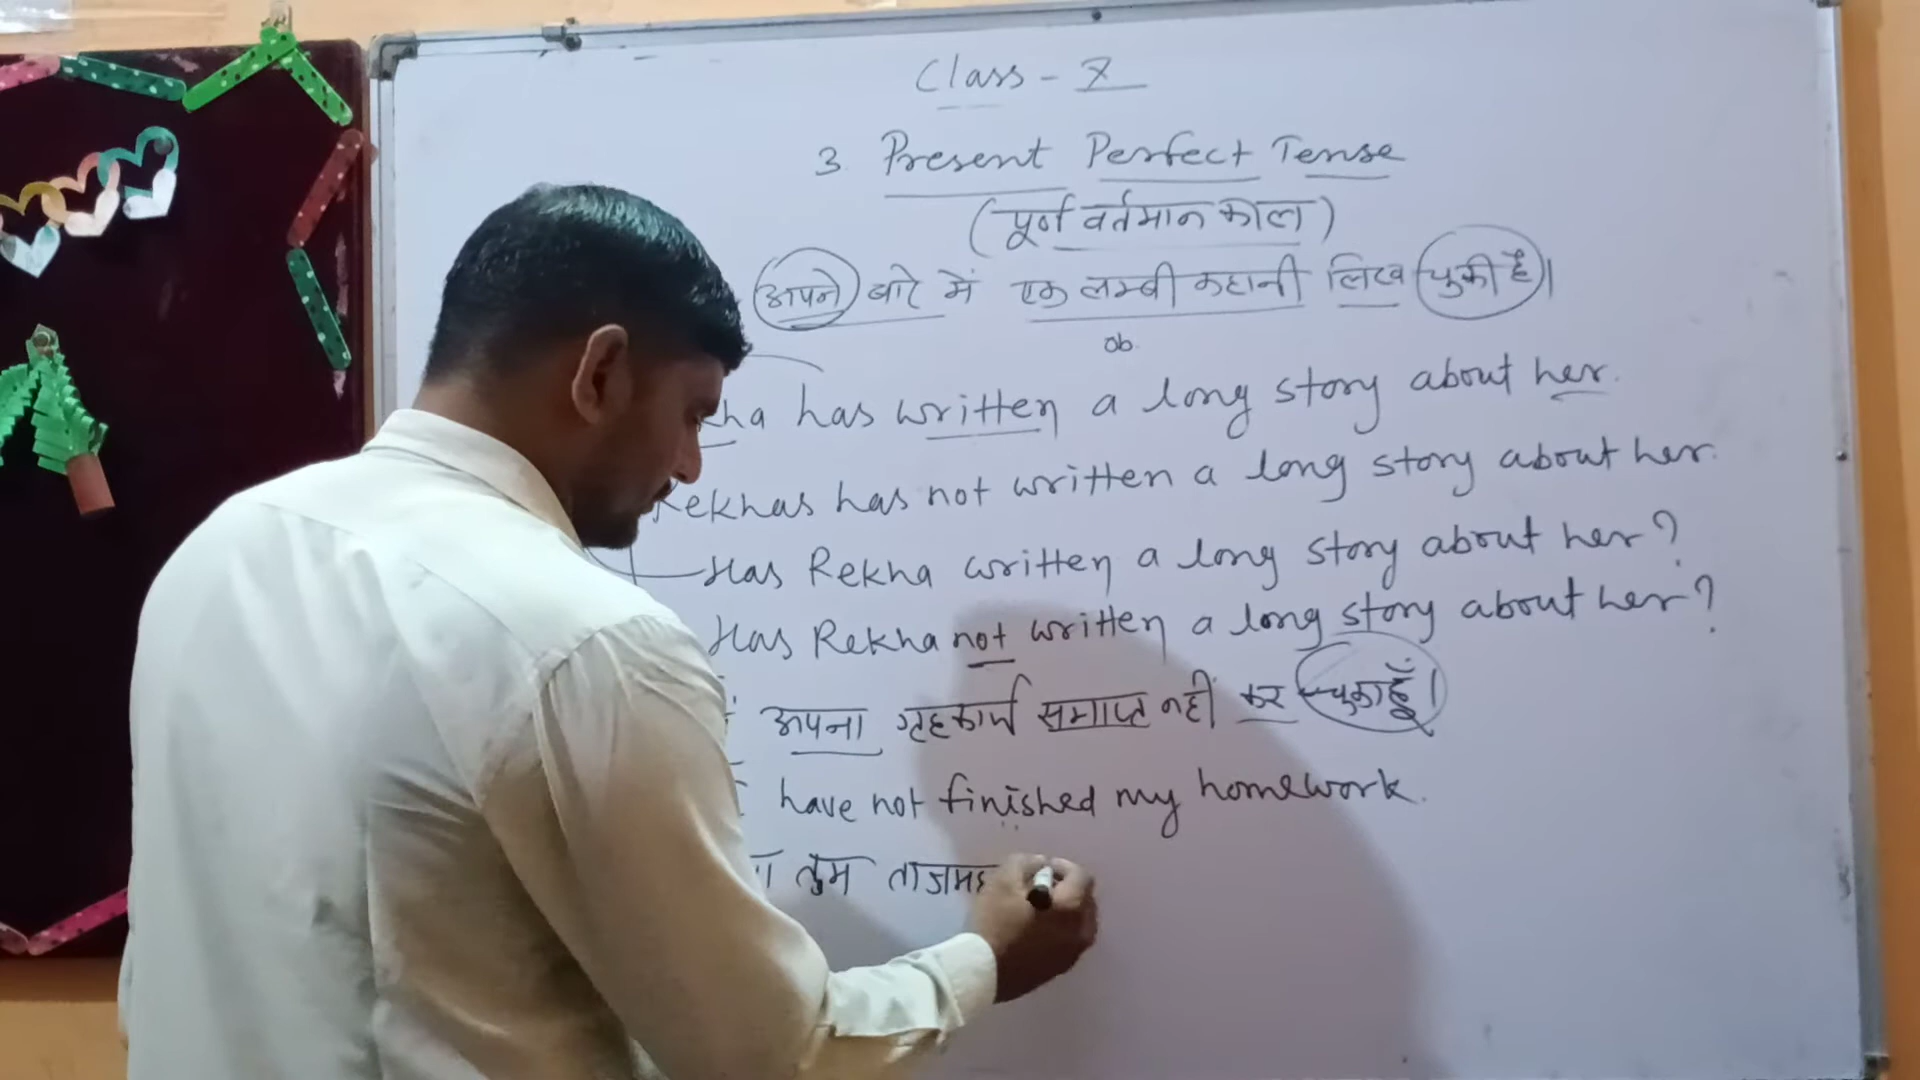 Class - X
3. Present Perfect Tense
(पूर्ण वर्तमान काल)
अपने बारे में एक लम्बी कहानी लिख चुकी है।
ob.
has written a long story about her.
Rekhas has not written a long story about her.
Has Rekha written a long story about her?
Has Rekha not written a long story about her?
अपना गृहकार्य समाप्त नहीं कर चुका हूँ।
I have not finished my homework.
तुम